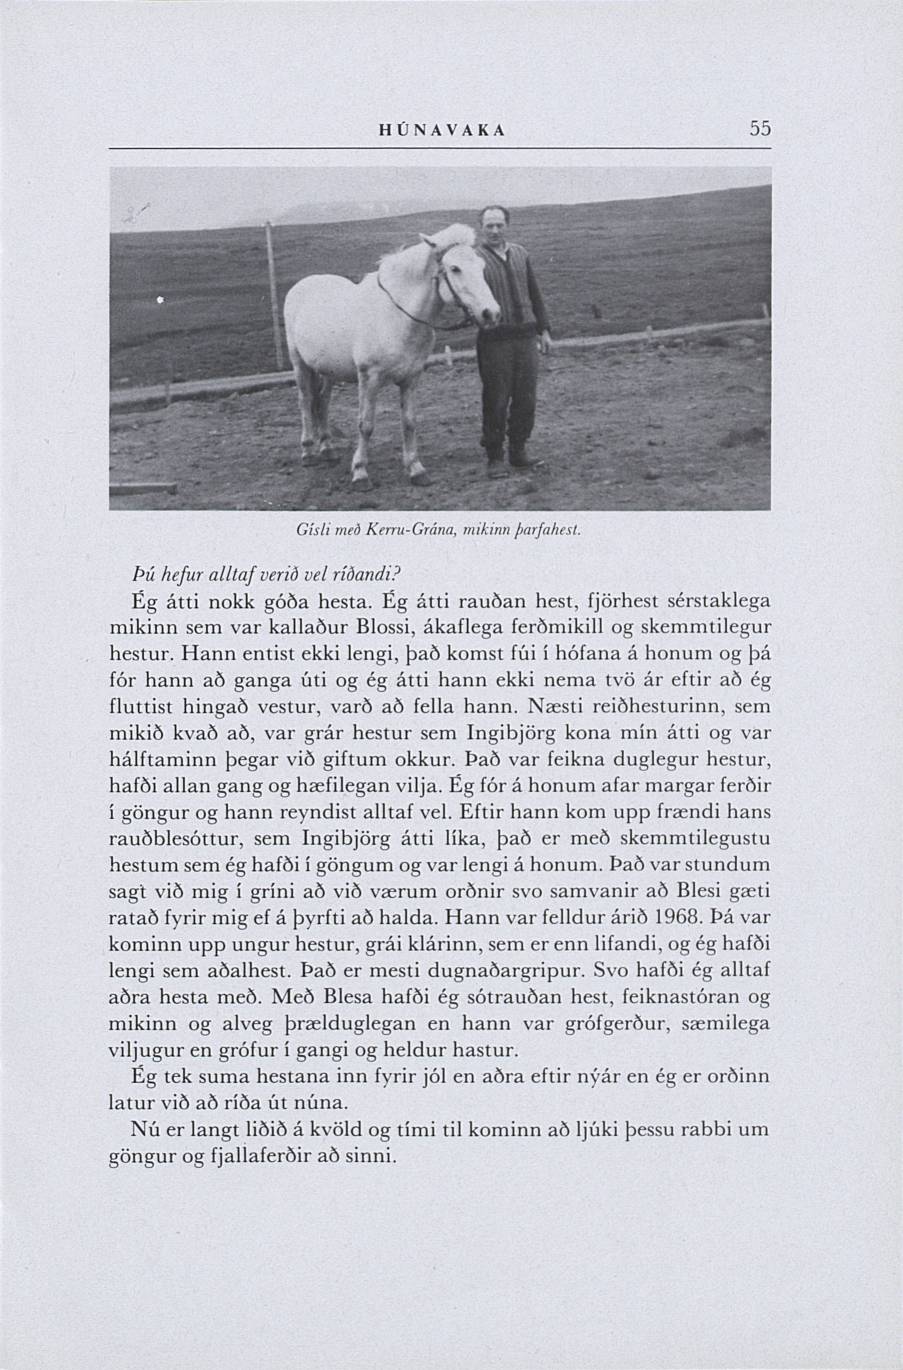 HÚNAVAKA 55
Gísli með Kerru-Grána, mikinn þarfahest.
Þú hefur alltaf verið vel ríðandi?
Ég átti nokk góða hesta. Ég átti rauðan hest, fjörhest sérstaklega
mikinn sem var kallaður Blossi, ákaflega ferðmikill og skemmtilegur
hestur. Hann entist ekki lengi, það komst fúi í hófana á honum og þá
fór hann að ganga úti og ég átti hann ekki nema tvö ár eftir að ég
fluttist hingað vestur, varð að fella hann. Næsti reiðhesturinn, sem
mikið kvað að, var grár hestur sem Ingibjörg kona mín átti og var
hálftaminn þegar við giftum okkur. Það var feikna duglegur hestur,
hafði allan gang og hæfilegan vilja. Ég fór á honum afar margar ferðir
í göngur og hann reyndist alltaf vel. Eftir hann kom upp frændi hans
rauðblesóttur, sem Ingibjörg átti líka, það er með skemmtilegustu
hestum sem ég hafði í göngum og var lengi á honum. Það var stundum
sagt við mig í gríni að við værum orðnir svo samvanir að Blesi gæti
ratað fyrir mig ef á þyrfti að halda. Hann var felldur árið 1968. Þá var
kominn upp ungur hestur, grái klárinn, sem er enn lifandi, og ég hafði
lengi sem aðalhest. Það er mesti dugnaðargripur. Svo hafði ég alltaf
aðra hesta með. Með Blesa hafði ég sótrauðan hest, feiknastóran og
mikinn og alveg þrælduglegan en hann var grófgerður, sæmilega
viljugur en grófur í gangi og heldur hastur.
Ég tek suma hestana inn fyrir jól en aðra eftir nýár en ég er orðinn
latur við að ríða út núna.
Nú er langt liðið á kvöld og tími til kominn að ljúki þessu rabbi um
göngur og fjallaferðir að sinni.